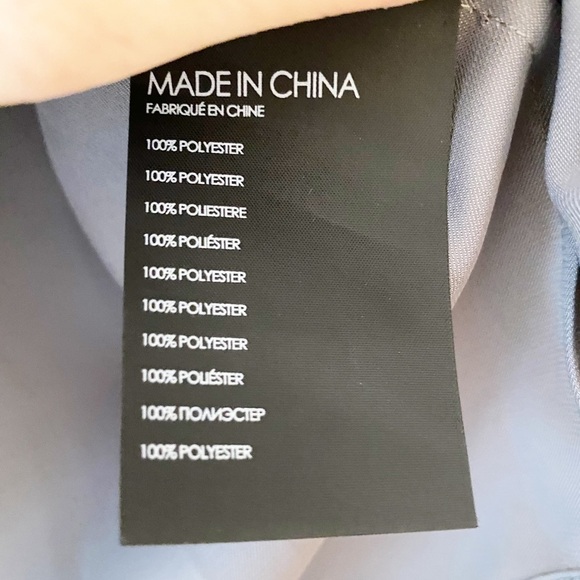 MADE IN CHINA
FABRIQUÉ EN CHINE
100% POLYESTER
100% POLYESTER
100% POLIESTERE
100% POLIÉSTER
100% POLYESTER
100% POLYESTER
100% POLYESTER
100% POLIÉSTER
100% ПОЛИЭСТЕР
100% POLYESTER